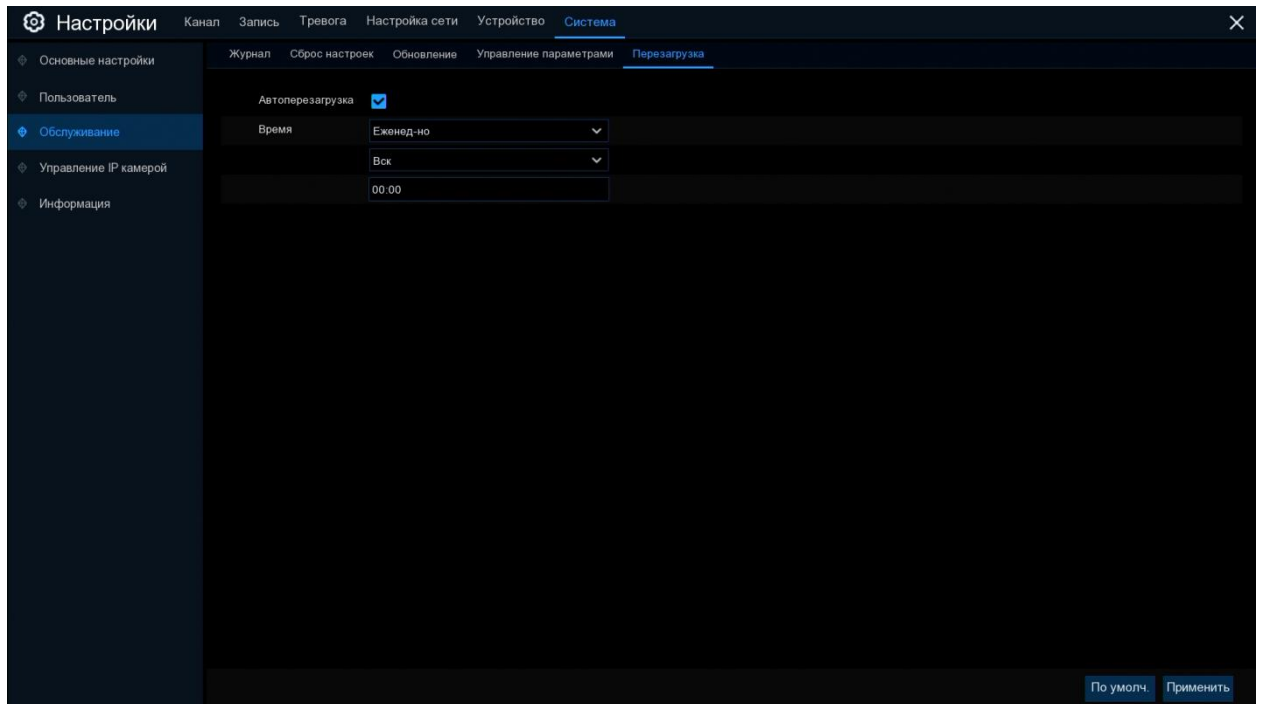 Настройки Канал Запись Тревога Настройка сети Устройство Система
Основные настройки
Пользователь
Обслуживание
Управление IP камерой
Информация
Журнал Сброс настроек Обновление Управление параметрами Перезагрузка
Автоперезагрузка
Время Еженед-но
Вск
00:00
По умолч. Применить